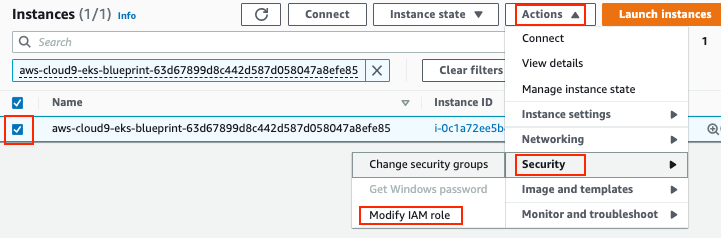 Instances (1/1) Info
Connect
Instance state
Actions
Launch instances
Search
1
aws-cloud9-eks-blueprint-63d67899d8c442d587d058047a8efe85
Clear filters
Name
Instance ID
aws-cloud9-eks-blueprint-63d67899d8c442d587d058047a8efe85
Connect
View details
Manage instance state
Instance settings
Networking
Security
Image and templates
Monitor and troubleshoot
Change security groups
Get Windows password
Modify IAM role